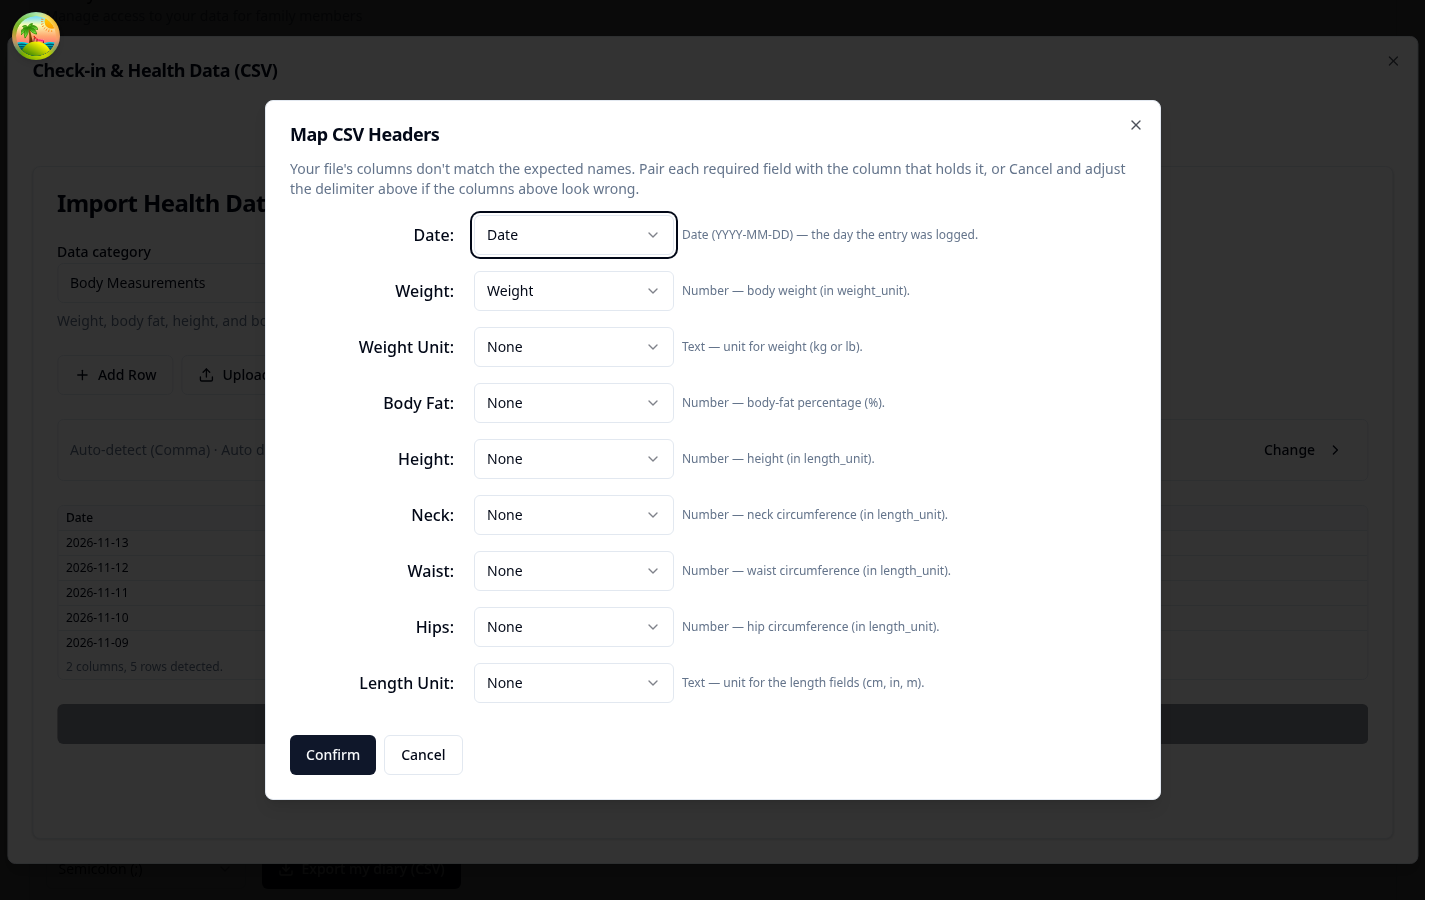 Manage access to your data for family members
Check-in & Health Data (CSV)
Map CSV Headers
Your file's columns don't match the expected names. Pair each required field with the column that holds it, or Cancel and adjust
the delimiter above if the columns above look wrong.
Import Health Dat
Data category
Body Measurements
Weight, body fat, height, and bo
Add Row
Upload
Auto-detect (Comma) · Auto d
Change
Date
2026-11-13
2026-11-12
2026-11-11
2026-11-10
2026-11-09
2 columns, 5 rows detected.
Date: Date Date (YYYY-MM-DD) — the day the entry was logged.
Weight: Weight Number — body weight (in weight_unit).
Weight Unit: None Text — unit for weight (kg or lb).
Body Fat: None Number — body-fat percentage (%).
Height: None Number — height (in length_unit).
Neck: None Number — neck circumference (in length_unit).
Waist: None Number — waist circumference (in length_unit).
Hips: None Number — hip circumference (in length_unit).
Length Unit: None Text — unit for the length fields (cm, in, m).
Confirm Cancel
Semicolon (;)
Export my diary (CSV)